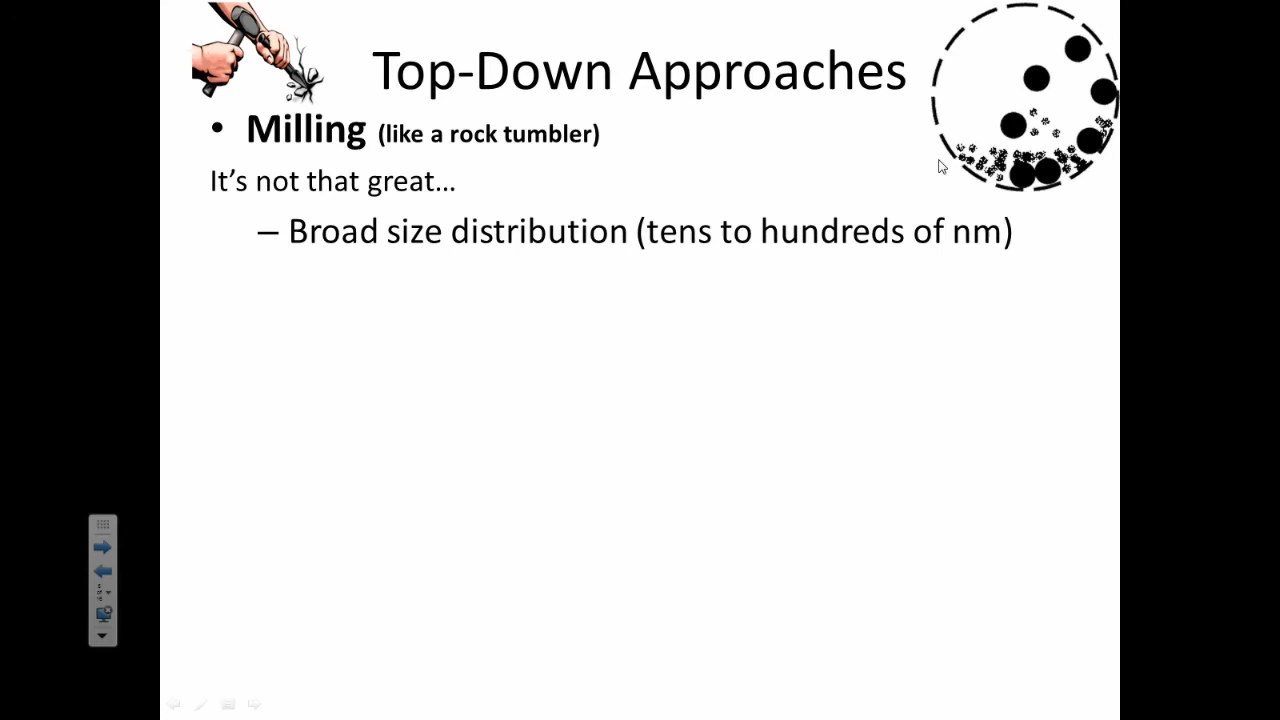 Top-Down Approaches
• Milling (like a rock tumbler)
It's not that great…
– Broad size distribution (tens to hundreds of nm)